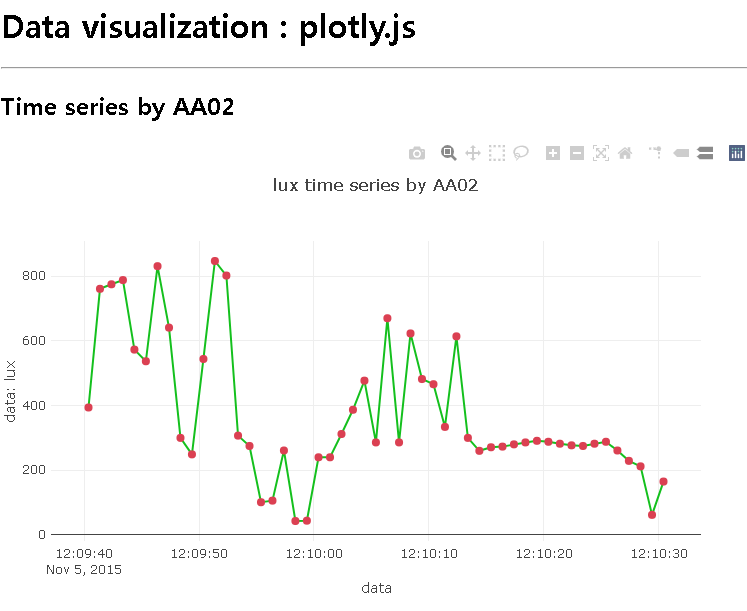 Data visualization : plotly.js
Time series by AA02
lux time series by AA02
data: lux
800
600
400
200
0
12:09:40 12:09:50 12:10:00 12:10:10 12:10:20 12:10:30
Nov 5, 2015
data